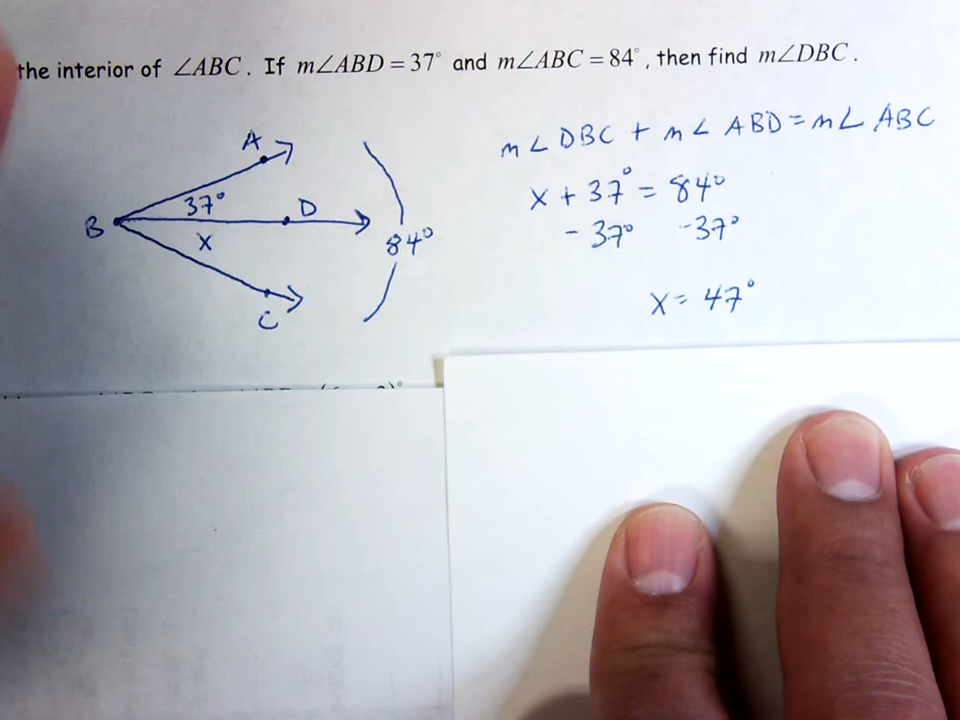 the interior of ∠ABC. If m∠ABD = 37° and m∠ABC = 84°, then find m∠DBC.
m∠DBC + m∠ABD = m∠ABC
x + 37° = 84°
- 37° -37°
x = 47°
A
37°
D
B
x
84°
C